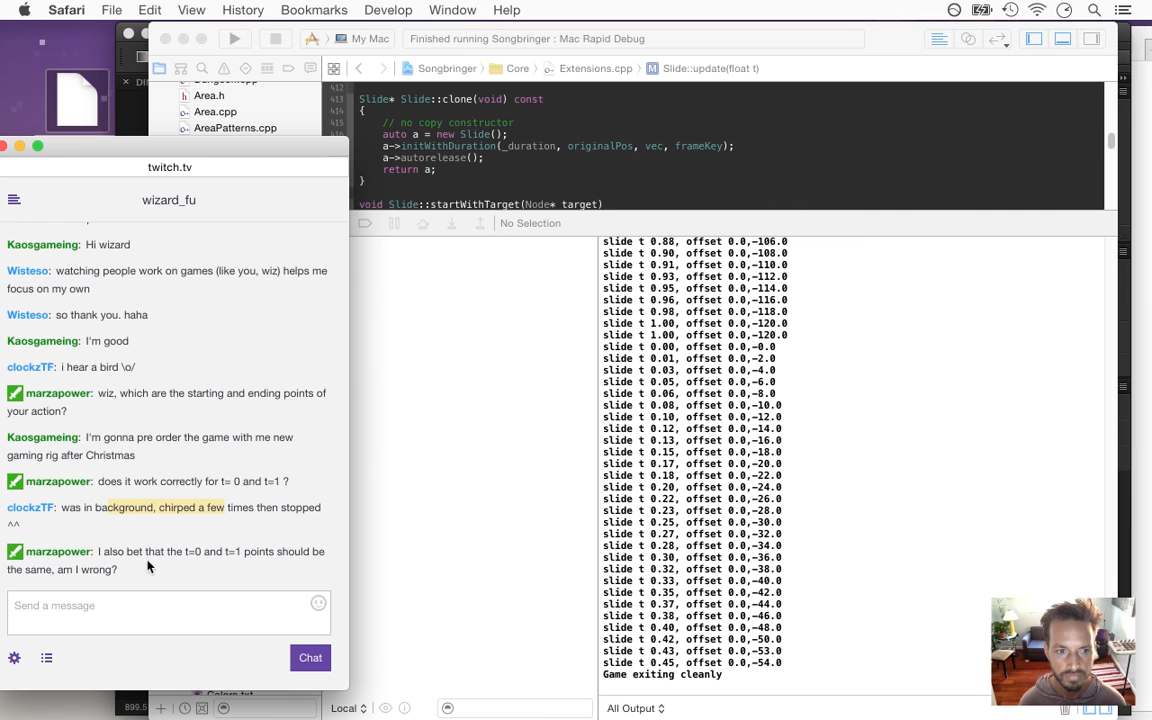 Safari File Edit View History Bookmarks Develop Window Help
My Mac
Finished running Songbringer : Mac Rapid Debug
Songbringer
Core
Extensions.cpp
M Slide::update(float t)
Area.h
Area.cpp
AreaPatterns.cpp
412
413
414
415
Slide* Slide::clone(void) const
{
// no copy constructor
auto a = new Slide();
a->initWithDuration(_duration, originalPos, vec, frameKey);
a->autorelease();
return a;
}
void Slide::startWithTarget(Node* target)
No Selection
twitch.tv
wizard_fu
Kaosgameing: Hi wizard
Wisteso: watching people work on games (like you, wiz) helps me
focus on my own
Wisteso: so thank you. haha
Kaosgameing: I'm good
clockzTF: i hear a bird \o/
marzapower: wiz, which are the starting and ending points of
your action?
Kaosgameing: I'm gonna pre order the game with me new
gaming rig after Christmas
marzapower: does it work correctly for t= 0 and t=1 ?
clockzTF: was in background, chirped a few times then stopped
^^
marzapower: I also bet that the t=0 and t=1 points should be
the same, am I wrong?
Send a message
Chat
slide t 0.88, offset 0.0,-106.0
slide t 0.90, offset 0.0,-108.0
slide t 0.91, offset 0.0,-110.0
slide t 0.93, offset 0.0,-112.0
slide t 0.95, offset 0.0,-114.0
slide t 0.96, offset 0.0,-116.0
slide t 0.98, offset 0.0,-118.0
slide t 1.00, offset 0.0,-120.0
slide t 1.00, offset 0.0,-120.0
slide t 0.00, offset 0.0,-0.0
slide t 0.01, offset 0.0,-2.0
slide t 0.03, offset 0.0,-4.0
slide t 0.05, offset 0.0,-6.0
slide t 0.06, offset 0.0,-8.0
slide t 0.08, offset 0.0,-10.0
slide t 0.10, offset 0.0,-12.0
slide t 0.12, offset 0.0,-14.0
slide t 0.13, offset 0.0,-16.0
slide t 0.15, offset 0.0,-18.0
slide t 0.17, offset 0.0,-20.0
slide t 0.18, offset 0.0,-22.0
slide t 0.20, offset 0.0,-24.0
slide t 0.22, offset 0.0,-26.0
slide t 0.23, offset 0.0,-28.0
slide t 0.25, offset 0.0,-30.0
slide t 0.27, offset 0.0,-32.0
slide t 0.28, offset 0.0,-34.0
slide t 0.30, offset 0.0,-36.0
slide t 0.32, offset 0.0,-38.0
slide t 0.33, offset 0.0,-40.0
slide t 0.35, offset 0.0,-42.0
slide t 0.37, offset 0.0,-44.0
slide t 0.38, offset 0.0,-46.0
slide t 0.40, offset 0.0,-48.0
slide t 0.42, offset 0.0,-50.0
slide t 0.43, offset 0.0,-53.0
slide t 0.45, offset 0.0,-54.0
Game exiting cleanly
899.5
Local
All Output